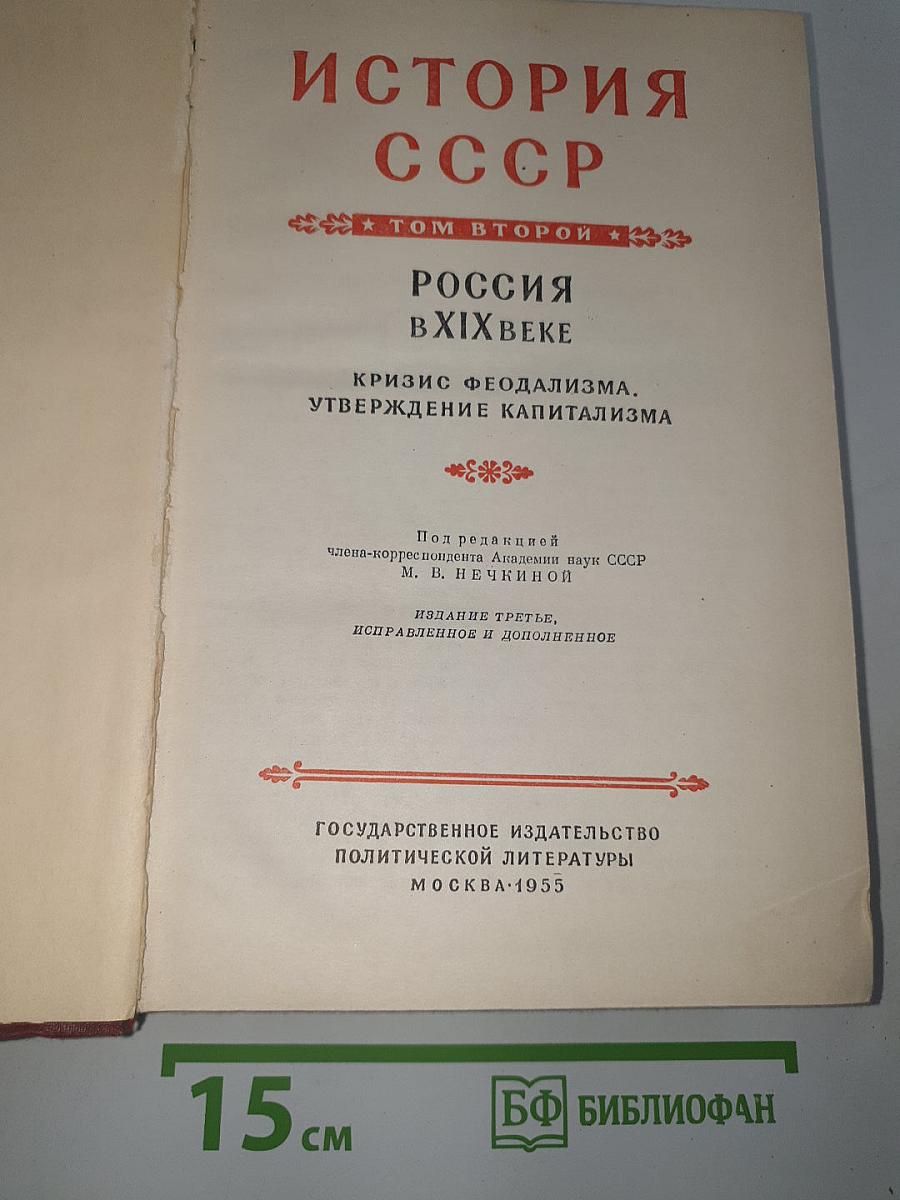 ИСТОРИЯ
СССР
★ ТОМ ВТОРОЙ ★
РОССИЯ
В XIX ВЕКЕ
КРИЗИС ФЕОДАЛИЗМА.
УТВЕРЖДЕНИЕ КАПИТАЛИЗМА
Под редакцией
члена-корреспондента Академии наук СССР
М. В. НЕЧКИНОЙ
ИЗДАНИЕ ТРЕТЬЕ,
ИСПРАВЛЕННОЕ И ДОПОЛНЕННОЕ
ГОСУДАРСТВЕННОЕ ИЗДАТЕЛЬСТВО
ПОЛИТИЧЕСКОЙ ЛИТЕРАТУРЫ
МОСКВА·1955
15 см
БФ БИБЛИОФАН